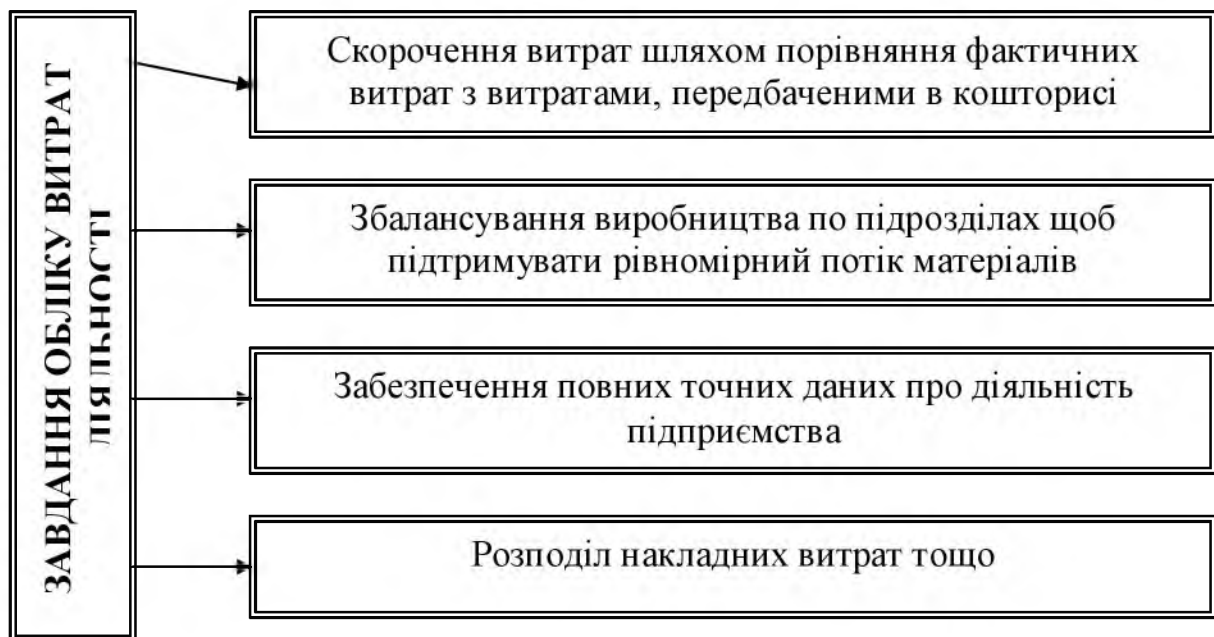 ЗАВДАННЯ ОБЛІКУ ВИТРАТ
ДІЯЛЬНОСТІ
Скорочення витрат шляхом порівняння фактичних
витрат з витратами, передбаченими в кошторисі
Збалансування виробництва по підрозділах щоб
підтримувати рівномірний потік матеріалів
Забезпечення повних точних даних про діяльність
підприємства
Розподіл накладних витрат тощо